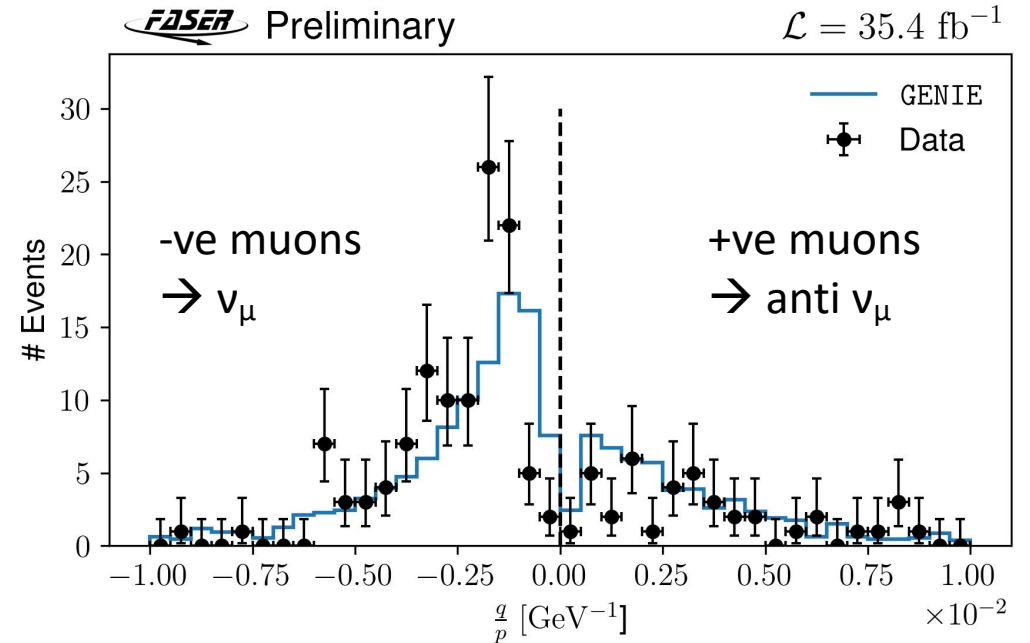 FASER Preliminary
ℒ = 35.4 fb⁻¹
GENIE
Data
-ve muons
→ νμ
+ve muons
→ anti νμ
# Events
30
25
20
15
10
5
0
−1.00 −0.75 −0.50 −0.25 0.00 0.25 0.50 0.75 1.00
×10⁻²
q/p [GeV⁻¹]